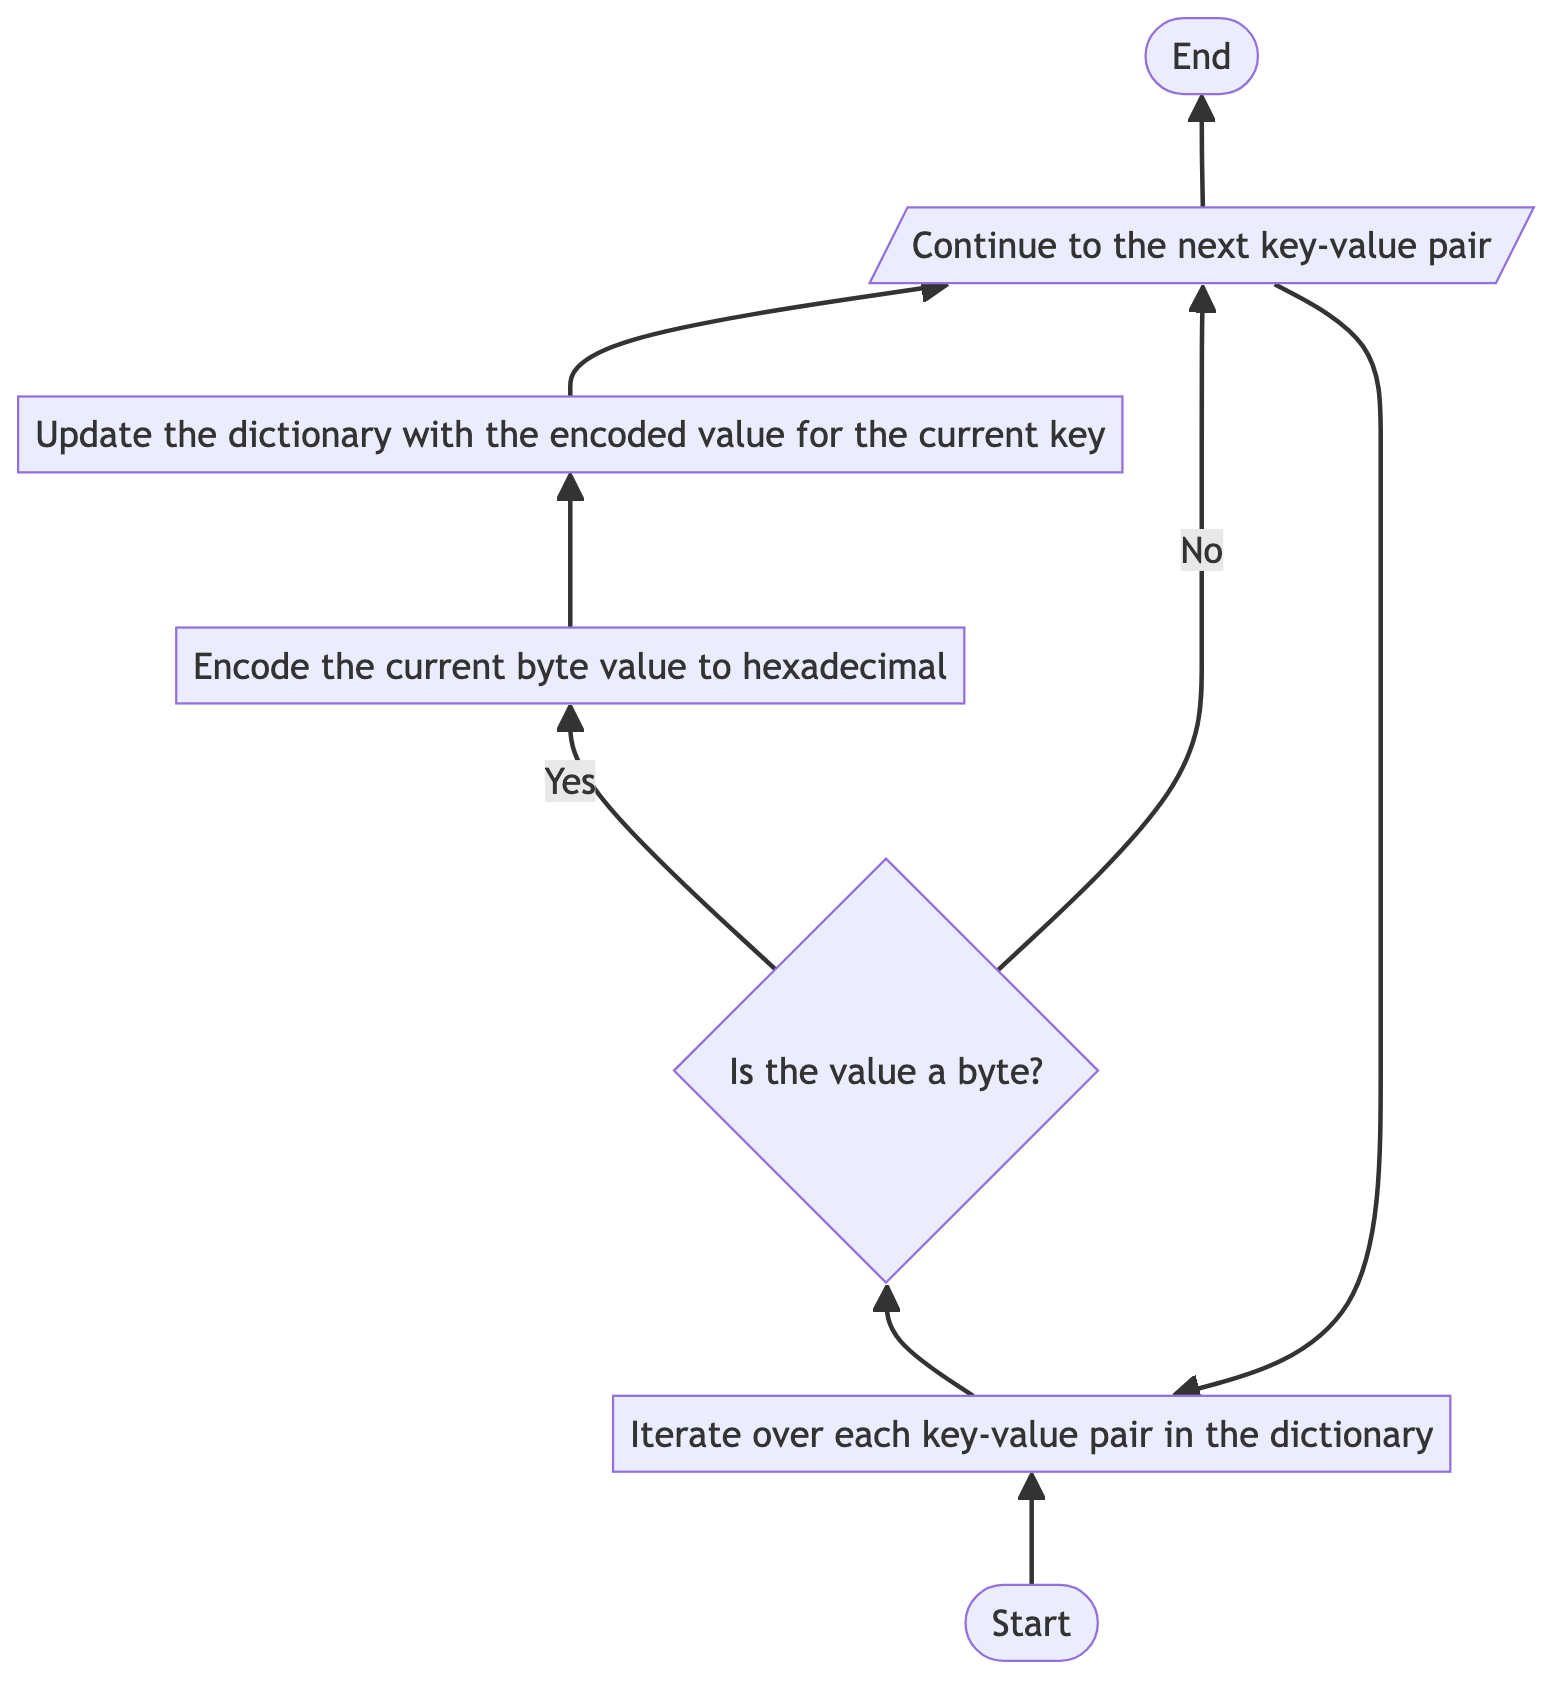 End
Continue to the next key-value pair
Update the dictionary with the encoded value for the current key
No
Encode the current byte value to hexadecimal
Yes
Is the value a byte?
Iterate over each key-value pair in the dictionary
Start